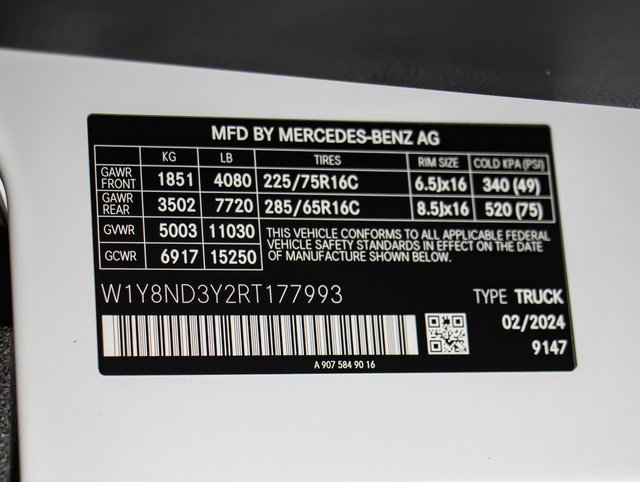 MFD BY MERCEDES-BENZ AG
KG LB TIRES RIM SIZE COLD KPA (PSI)
GAWR FRONT 1851 4080 225/75R16C 6.5Jx16 340 (49)
GAWR REAR 3502 7720 285/65R16C 8.5Jx16 520 (75)
GVWR 5003 11030
GCWR 6917 15250
THIS VEHICLE CONFORMS TO ALL APPLICABLE FEDERAL
VEHICLE SAFETY STANDARDS IN EFFECT ON THE DATE
OF MANUFACTURE SHOWN BELOW.
W1Y8ND3Y2RT177993 TYPE TRUCK
02/2024
9147
A 907 584 90 16